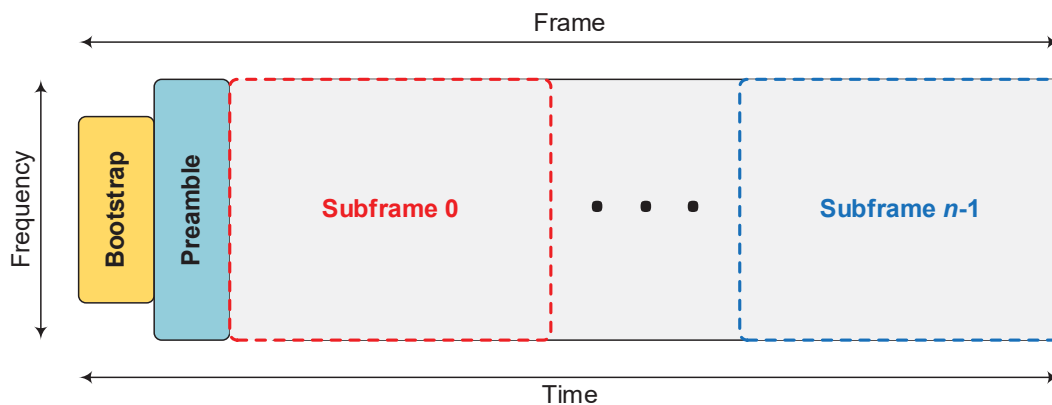 Frame
Frequency
Bootstrap
Preamble
Subframe 0
Subframe n-1
Time